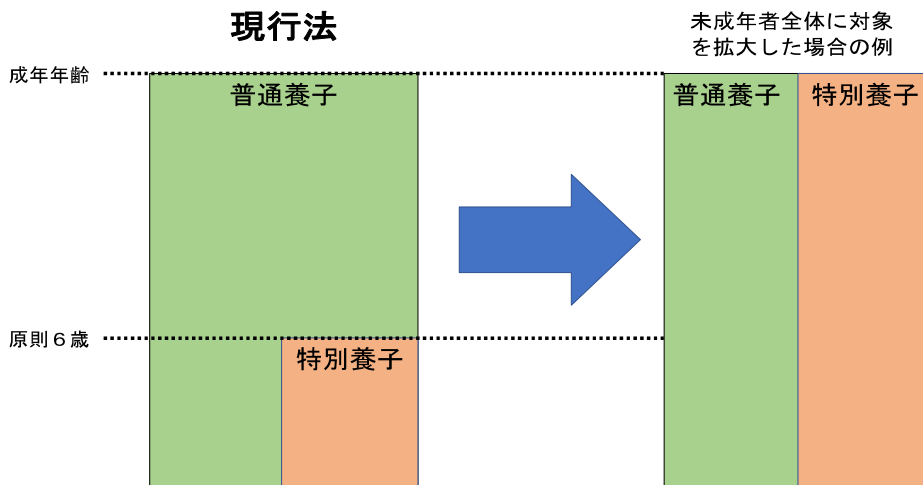 現行法
未成年者全体に対象
を拡大した場合の例
成年年齢
普通養子
普通養子
特別養子
原則６歳
特別養子